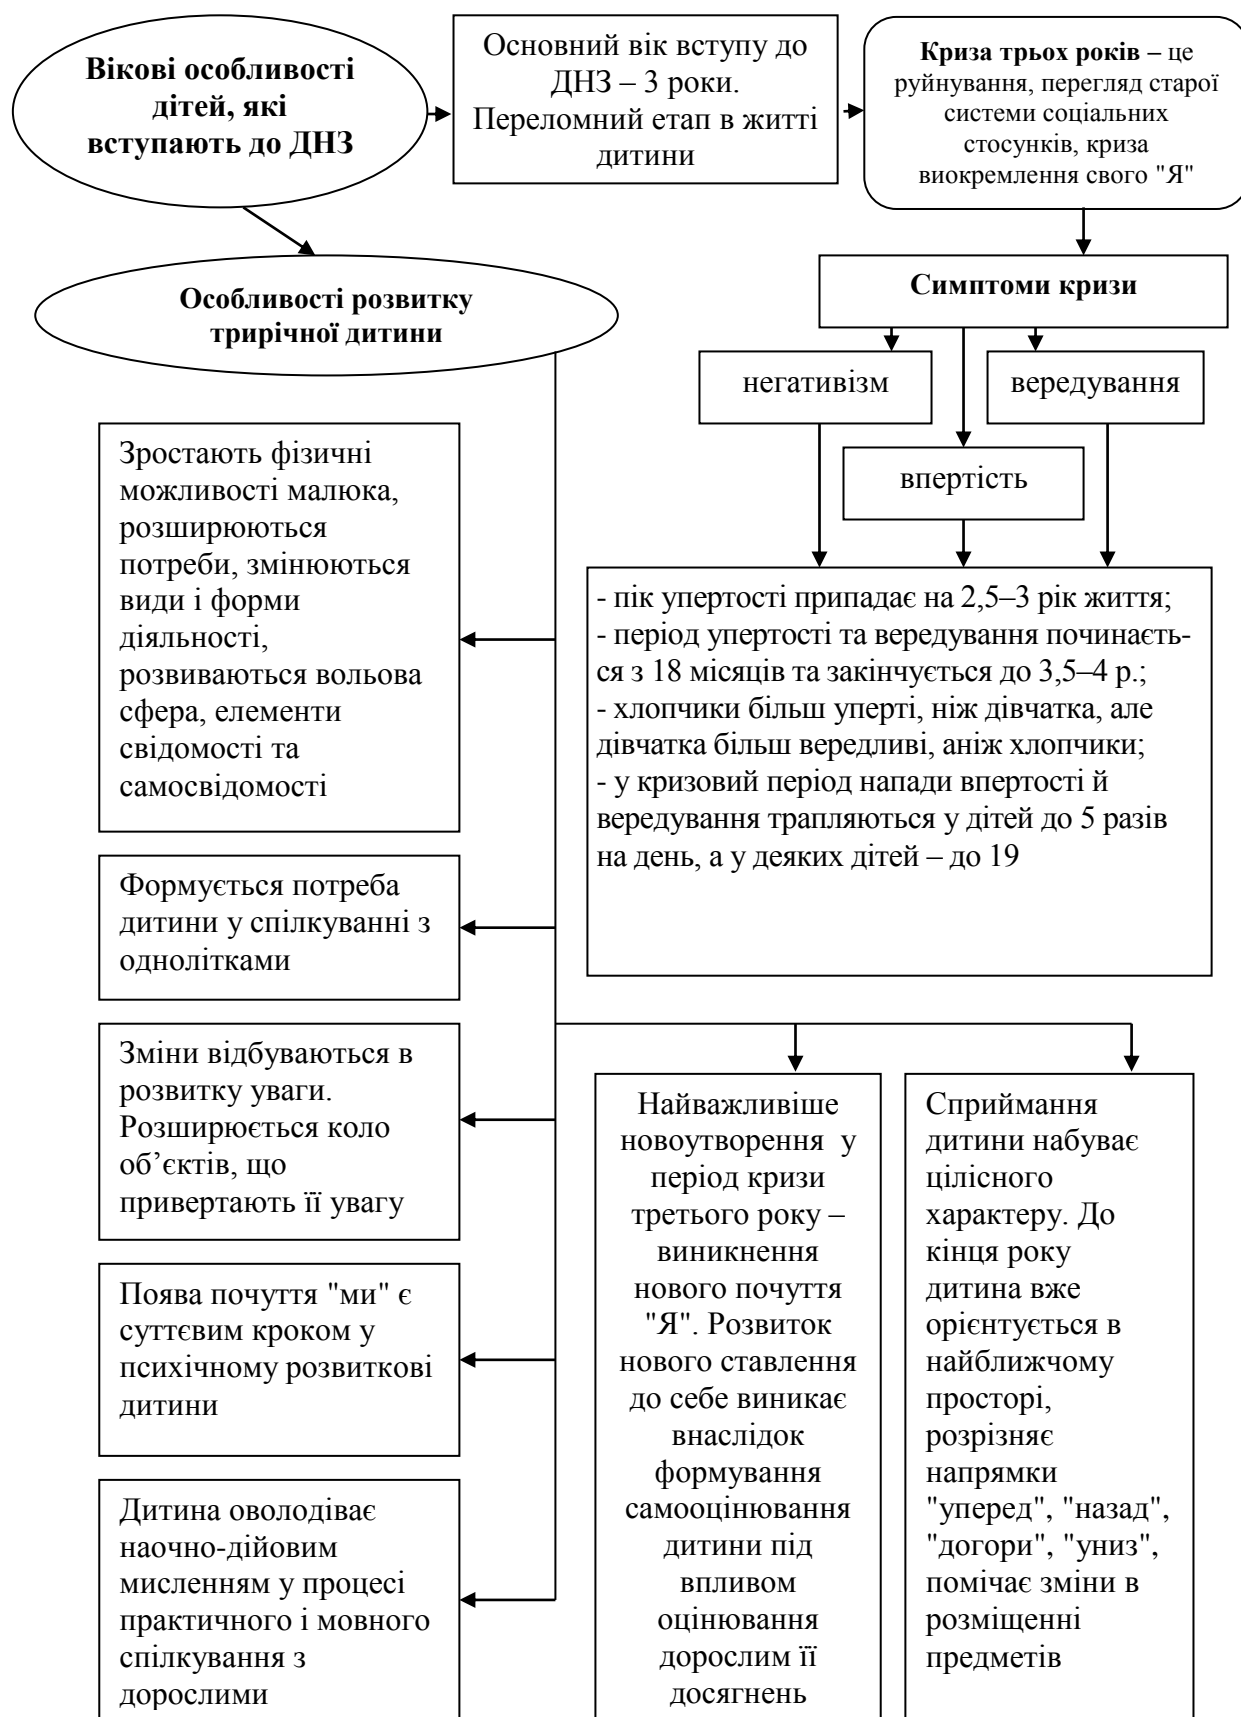 Вікові особливості
дітей, які
вступають до ДНЗ
Основний вік вступу до
ДНЗ – 3 роки.
Переломний етап в житті
дитини
Криза трьох років – це
руйнування, перегляд старої
системи соціальних
стосунків, криза
виокремлення свого "Я"
Особливості розвитку
трирічної дитини
Симптоми кризи
негативізм
вередування
впертість
Зростають фізичні
можливості малюка,
розширюються
потреби, змінюються
види і форми
діяльності,
розвиваються вольова
сфера, елементи
свідомості та
самосвідомості
- пік упертості припадає на 2,5–3 рік життя;
- період упертості та вередування починаєть-
ся з 18 місяців та закінчується до 3,5–4 р.;
- хлопчики більш уперті, ніж дівчатка, але
дівчатка більш вередливі, аніж хлопчики;
- у кризовий період напади впертості й
вередування трапляються у дітей до 5 разів
на день, а у деяких дітей – до 19
Формується потреба
дитини у спілкуванні з
однолітками
Зміни відбуваються в
розвитку уваги.
Розширюється коло
об’єктів, що
привертають її увагу
Поява почуття "ми" є
суттєвим кроком у
психічному розвиткові
дитини
Дитина оволодіває
наочно-дійовим
мисленням у процесі
практичного і мовного
спілкування з
дорослими
Найважливіше
новоутворення у
період кризи
третього року –
виникнення
нового почуття
"Я". Розвиток
нового ставлення
до себе виникає
внаслідок
формування
самооцінювання
дитини під
впливом
оцінювання
дорослим її
досягнень
Сприймання
дитини набуває
цілісного
характеру. До
кінця року
дитина вже
орієнтується в
найближчому
просторі,
розрізняє
напрямки
"уперед", "назад",
"догори", "униз",
помічає зміни в
розміщенні
предметів